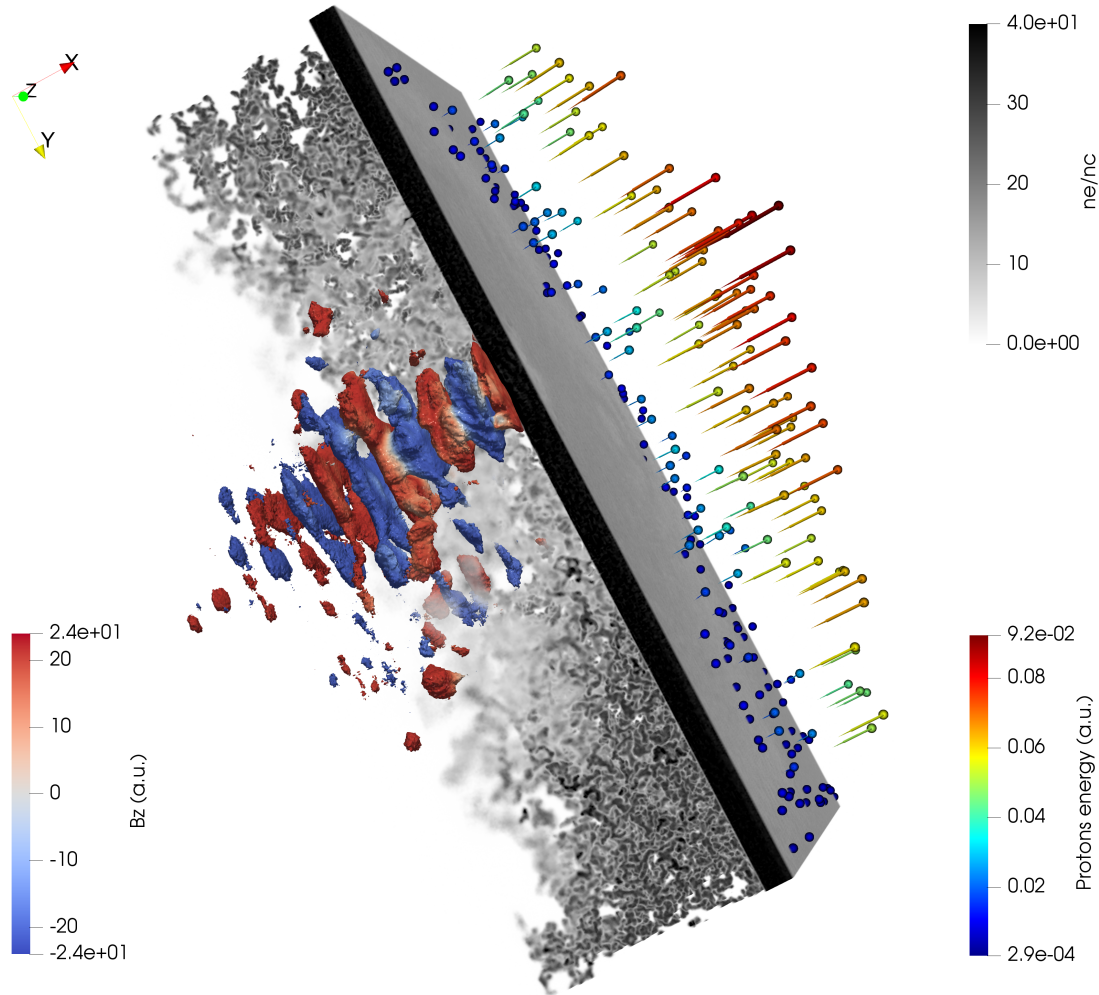 X
Z
Y
4.0e+01
30
20
10
0.0e+00
ne/nc
2.4e+01
20
10
0
-10
-20
-2.4e+01
Bz (a.u.)
9.2e-02
0.08
0.06
0.04
0.02
2.9e-04
Protons energy (a.u.)